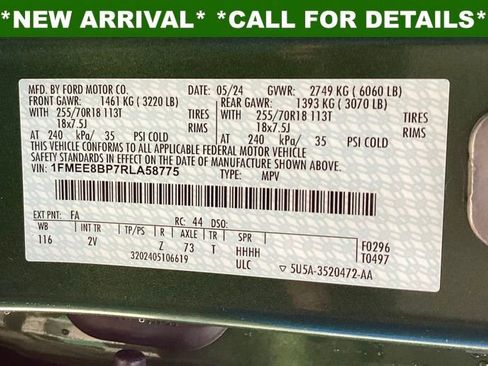 *NEW ARRIVAL* *CALL FOR DETAILS*
MFD. BY FORD MOTOR CO. 05/24 GVWR: 2749 KG ( 6060 LB)
FRONT GAWR: 1461 KG ( 3220 LB) REAR GAWR: 1393 KG ( 3070 LB)
WITH 255/70R18 113T TIRES WITH 255/70R18 113T TIRES
18x7.5J RIMS 18x7.5J RIMS
AT 240 kPa/ 35 PSI COLD AT 240 kPa/ 35 PSI COLD
THIS VEHICLE CONFORMS TO ALL APPLICABLE FEDERAL MOTOR VEHICLE
SAFETY STANDARDS IN EFFECT ON THE DATE OF MANUFACTURE SHOWN ABOVE.
VIN: 1FMEE8BP7RLA58775 TYPE: MPV
EXT PNT: FA RC: 44 DSO:
WB INT TR TP/PS R AXLE TR SPR F0296
116 2V Z 73 T HHHH T0497
3202405106619 ULC ▽ 5U5A-3520472-AA